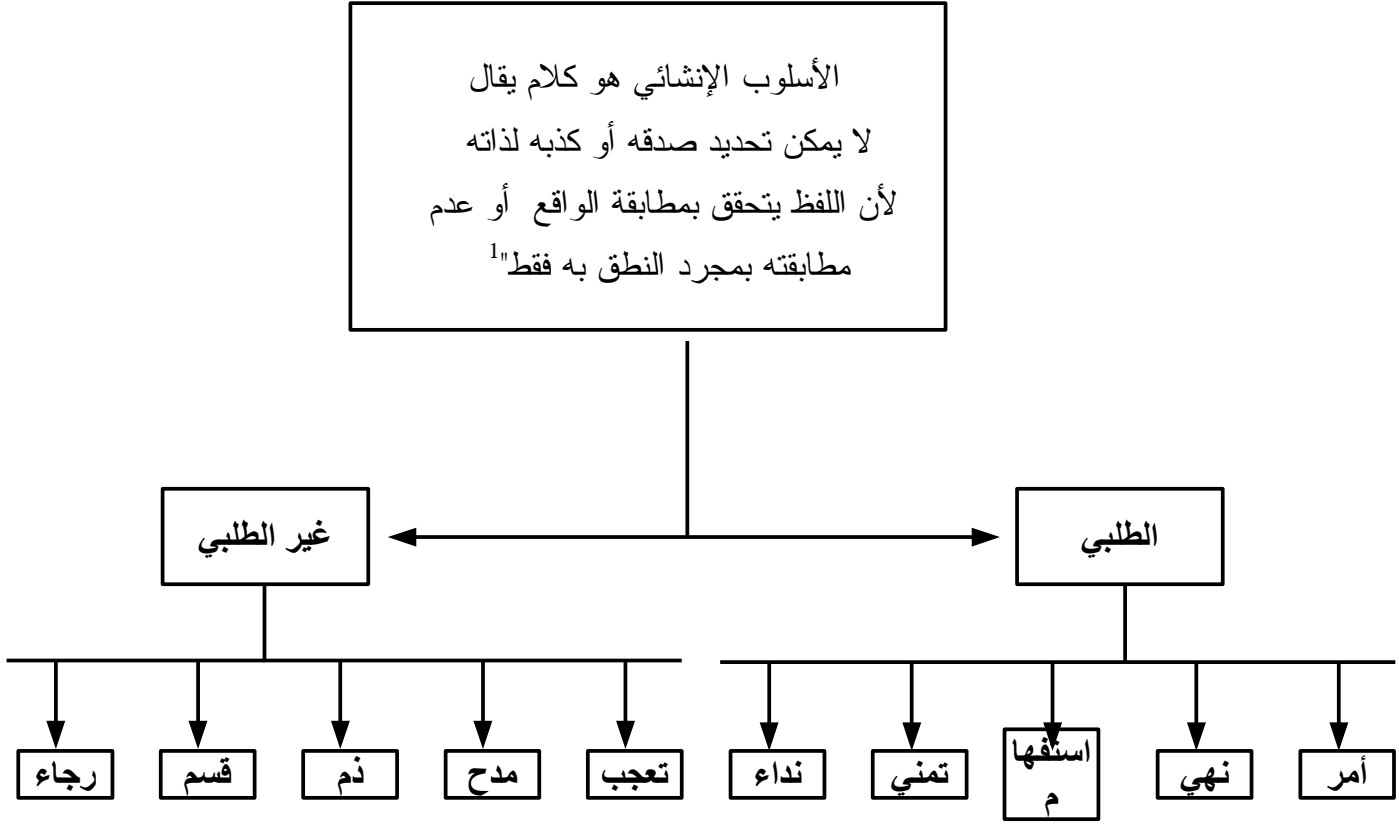 الأسلوب الإنشائي هو كلام يقال
لا يمكن تحديد صدقه أو كذبه لذاته
لأن اللفظ يتحقق بمطابقة الواقع أو عدم
مطابقته بمجرد النطق به فقط"1
الطلبي
غير الطلبي
أمر
نهي
استفها
م
تمني
نداء
تعجب
مدح
ذم
قسم
رجاء